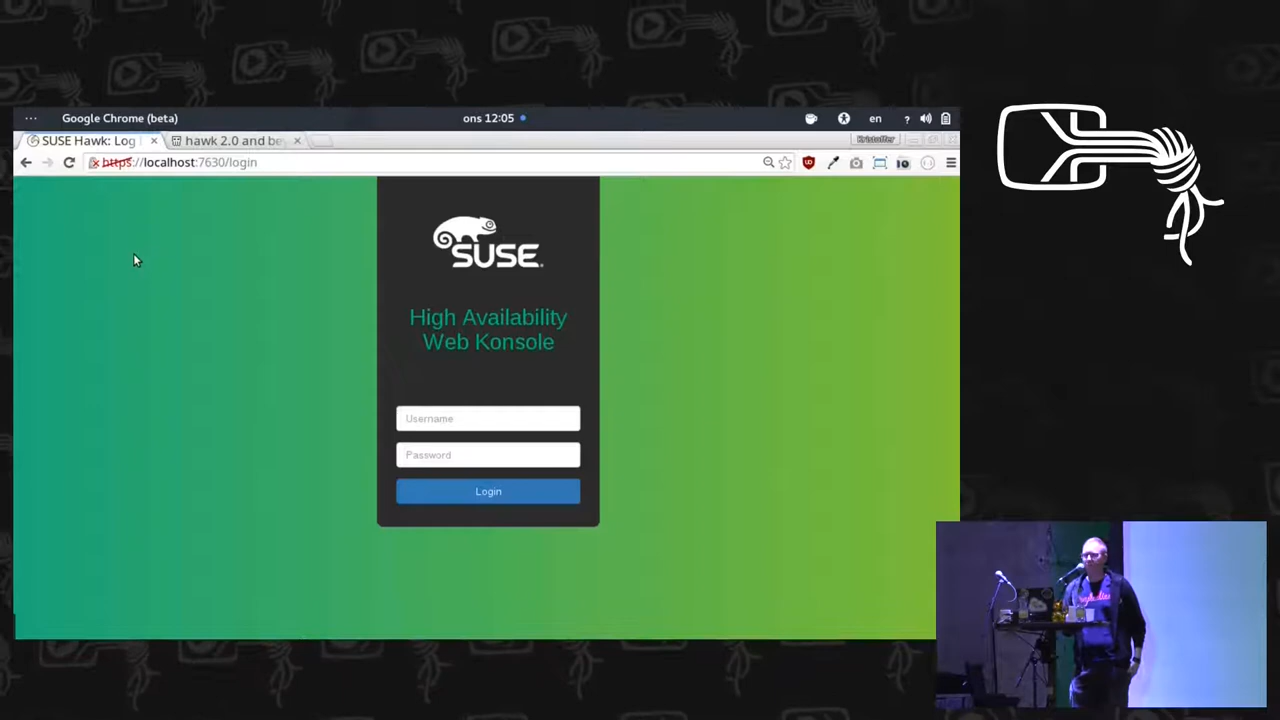 Google Chrome (beta)
ons 12:05
en
SUSE Hawk: Log
hawk 2.0 and be
Kristoffer
https://localhost:7630/login
SUSE
High Availability
Web Konsole
Username
Password
Login